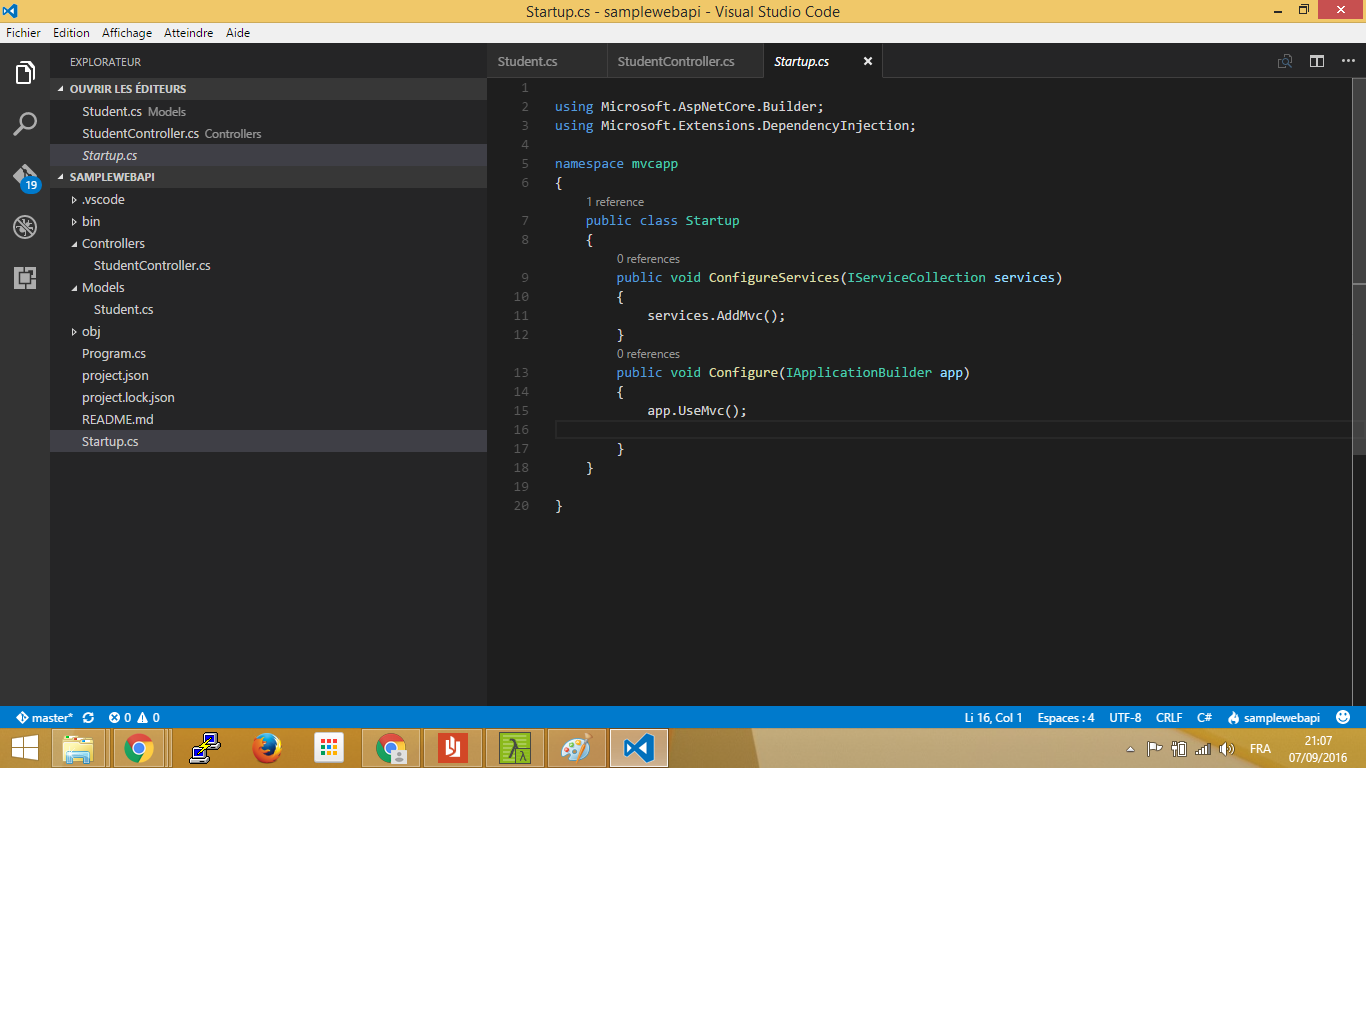 Startup.cs - samplewebapi - Visual Studio Code
Fichier Edition Affichage Atteindre Aide
EXPLORATEUR
OUVRIR LES ÉDITEURS
Student.cs Models
StudentController.cs Controllers
Startup.cs
SAMPLEWEBAPI
.vscode
bin
Controllers
StudentController.cs
Models
Student.cs
obj
Program.cs
project.json
project.lock.json
README.md
Startup.cs
19
Student.cs StudentController.cs Startup.cs
1
2 using Microsoft.AspNetCore.Builder;
3 using Microsoft.Extensions.DependencyInjection;
4
5 namespace mvcapp
6 {
1 reference
7 public class Startup
8 {
0 references
9 public void ConfigureServices(IServiceCollection services)
10 {
11 services.AddMvc();
12 }
0 references
13 public void Configure(IApplicationBuilder app)
14 {
15 app.UseMvc();
16
17 }
18 }
19
20 }
master* 0 0 Li 16, Col 1 Espaces : 4 UTF-8 CRLF C# samplewebapi
FRA
21:07
07/09/2016